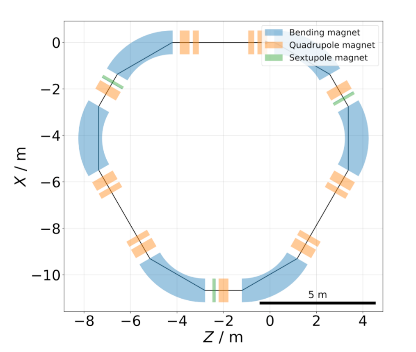 Bending magnet
Quadrupole magnet
Sextupole magnet
0
−2
−4
−6
−8
−10
X / m
5 m
−8
−6
−4
−2
0
2
4
Z / m